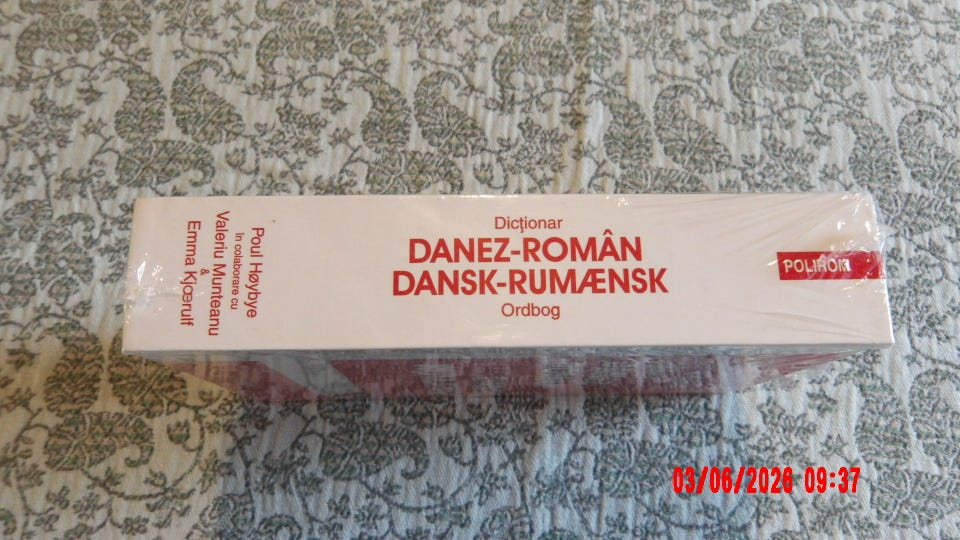 Poul Høybye
în colaborare cu
Valeriu Munteanu
&
Emma Kjærulf
Dicţionar
DANEZ-ROMÂN
DANSK-RUMÆNSK
Ordbog
POLIROM
03/06/2026 09:37